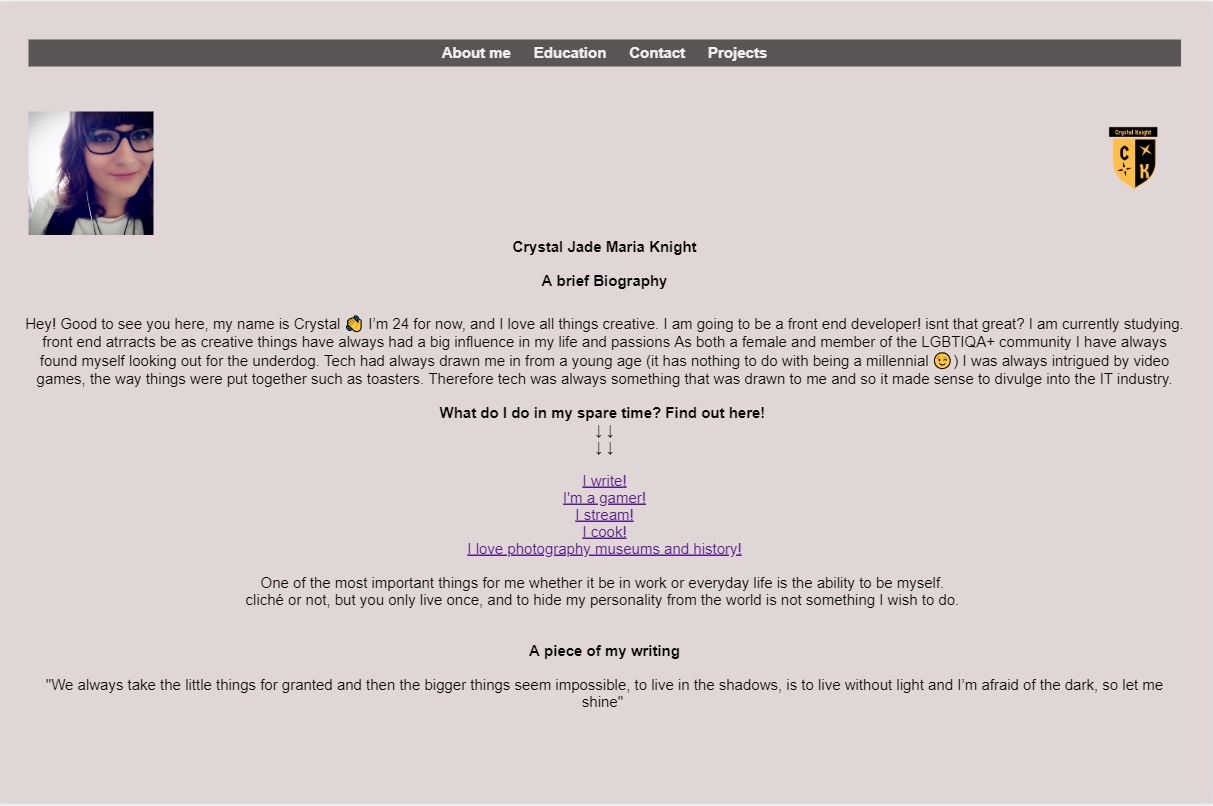 About me Education Contact Projects
Crystal Knight
C
K
Crystal Jade Maria Knight
A brief Biography
Hey! Good to see you here, my name is Crystal 👏 I'm 24 for now, and I love all things creative. I am going to be a front end developer! isnt that great? I am currently studying.
front end atrracts be as creative things have always had a big influence in my life and passions As both a female and member of the LGBTIQA+ community I have always
found myself looking out for the underdog. Tech had always drawn me in from a young age (it has nothing to do with being a millennial 😉) I was always intrigued by video
games, the way things were put together such as toasters. Therefore tech was always something that was drawn to me and so it made sense to divulge into the IT industry.
What do I do in my spare time? Find out here!
↓↓
↓↓
I write!
I'm a gamer!
I stream!
I cook!
I love photography museums and history!
One of the most important things for me whether it be in work or everyday life is the ability to be myself.
cliché or not, but you only live once, and to hide my personality from the world is not something I wish to do.
A piece of my writing
"We always take the little things for granted and then the bigger things seem impossible, to live in the shadows, is to live without light and I'm afraid of the dark, so let me
shine"